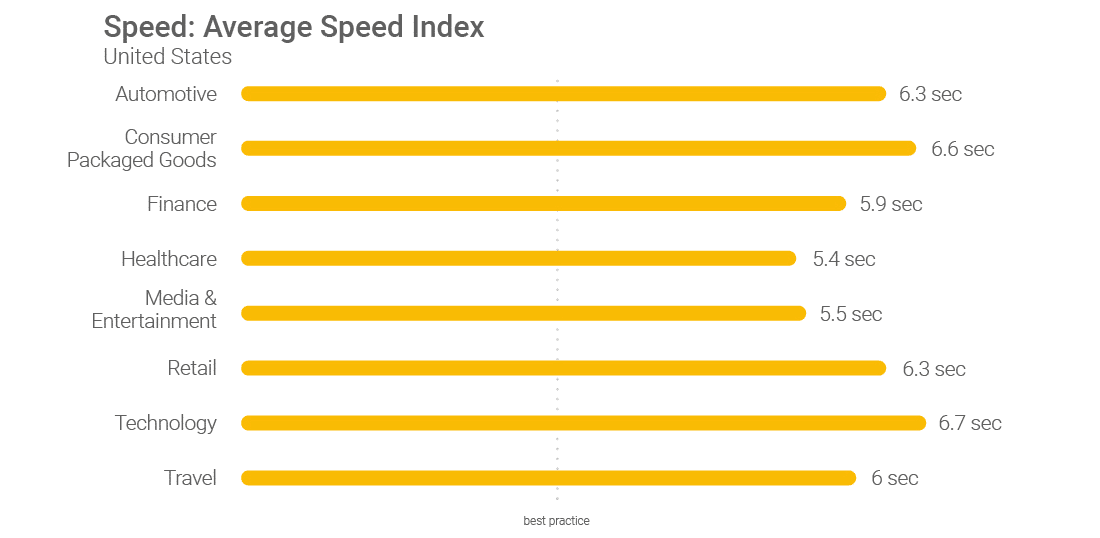 Speed: Average Speed Index
United States
Automotive 6.3 sec
Consumer
Packaged Goods 6.6 sec
Finance 5.9 sec
Healthcare 5.4 sec
Media &
Entertainment 5.5 sec
Retail 6.3 sec
Technology 6.7 sec
Travel 6 sec
best practice